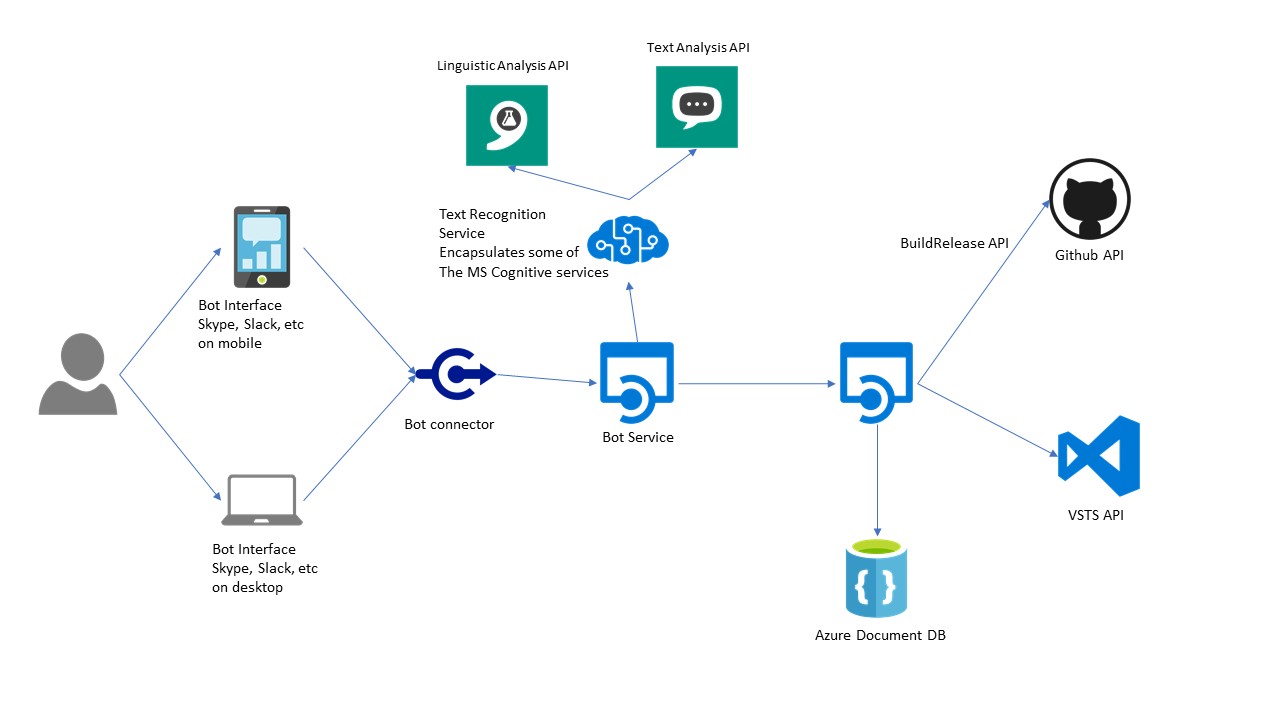 Text Analysis API
Linguistic Analysis API
Text Recognition
Service
Encapsulates some of
The MS Cognitive services
BuildRelease API
Github API
Bot Interface
Skype, Slack, etc
on mobile
Bot connector
Bot Service
VSTS API
Bot Interface
Skype, Slack, etc
on desktop
{ }
Azure Document DB